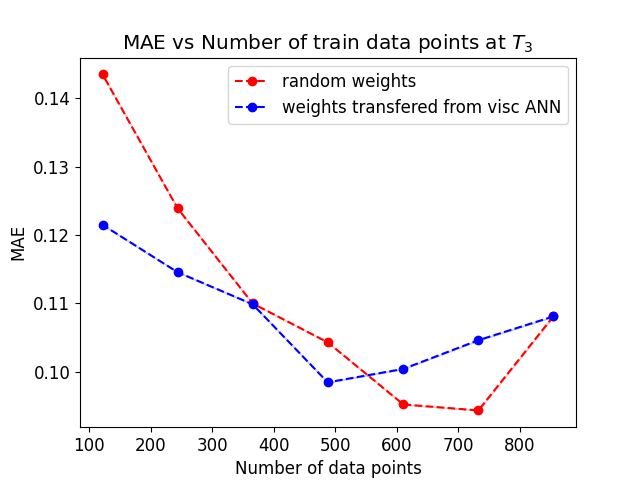 MAE vs Number of train data points at T₃
random weights
weights transfered from visc ANN
0.14
0.13
0.12
0.11
0.10
MAE
100 200 300 400 500 600 700 800
Number of data points